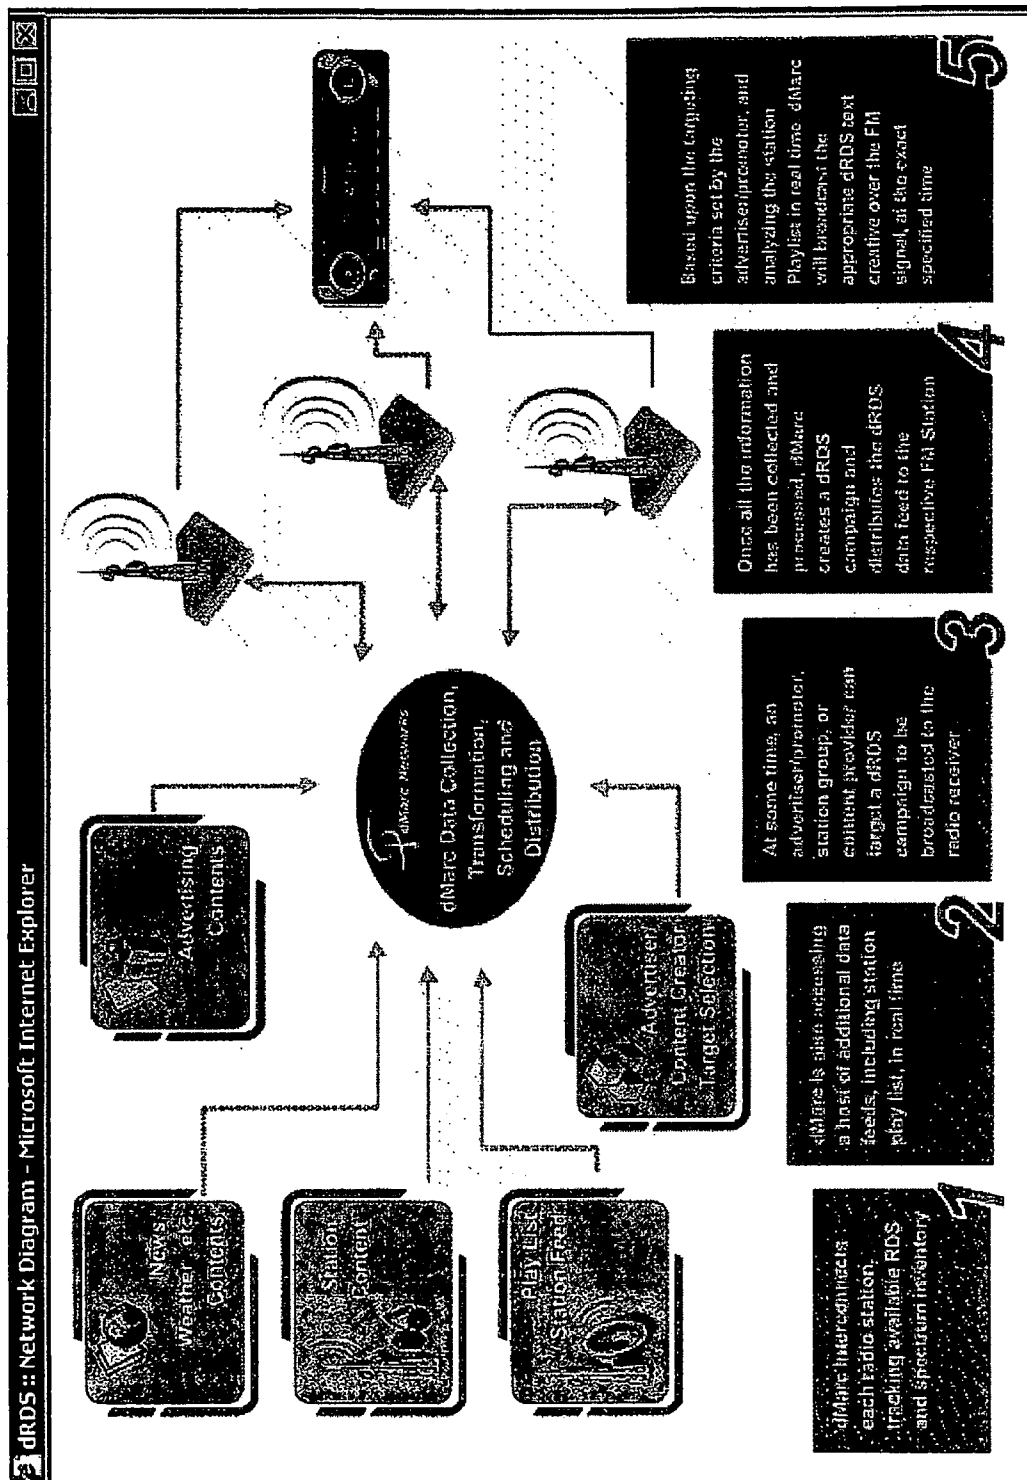 dRDS :: Network Diagram - Microsoft Internet Explorer
News
Weather, etc.
Contents
Station
Content
Play List
/Station Feed
Advertising
Contents
Advertiser
Content Creator
Target Selection
dMarc Networks
dMarc Data Collection,
Transformation,
Scheduling and
Distribution
dMarc interconnects
each radio station,
tracking available RDS
and spectrum inventory
1
dMarc is also accessing
a host of additional data
feeds, including station
play list, in real time
2
At some time, an
advertiser/promoter,
station group, or
content provider can
target a dRDS
campaign to be
broadcasted to the
radio receiver
3
Once all the information
has been collected and
processed, dMarc
creates a dRDS
campaign and
distributes the dRDS
data feed to the
respective FM Station
4
Based upon the targeting
criteria set by the
advertiser/promoter, and
analyzing the station
Playlist in real time, dMarc
will broadcast the
appropriate dRDS text
creative over the FM
signal, at the exact
specified time
5